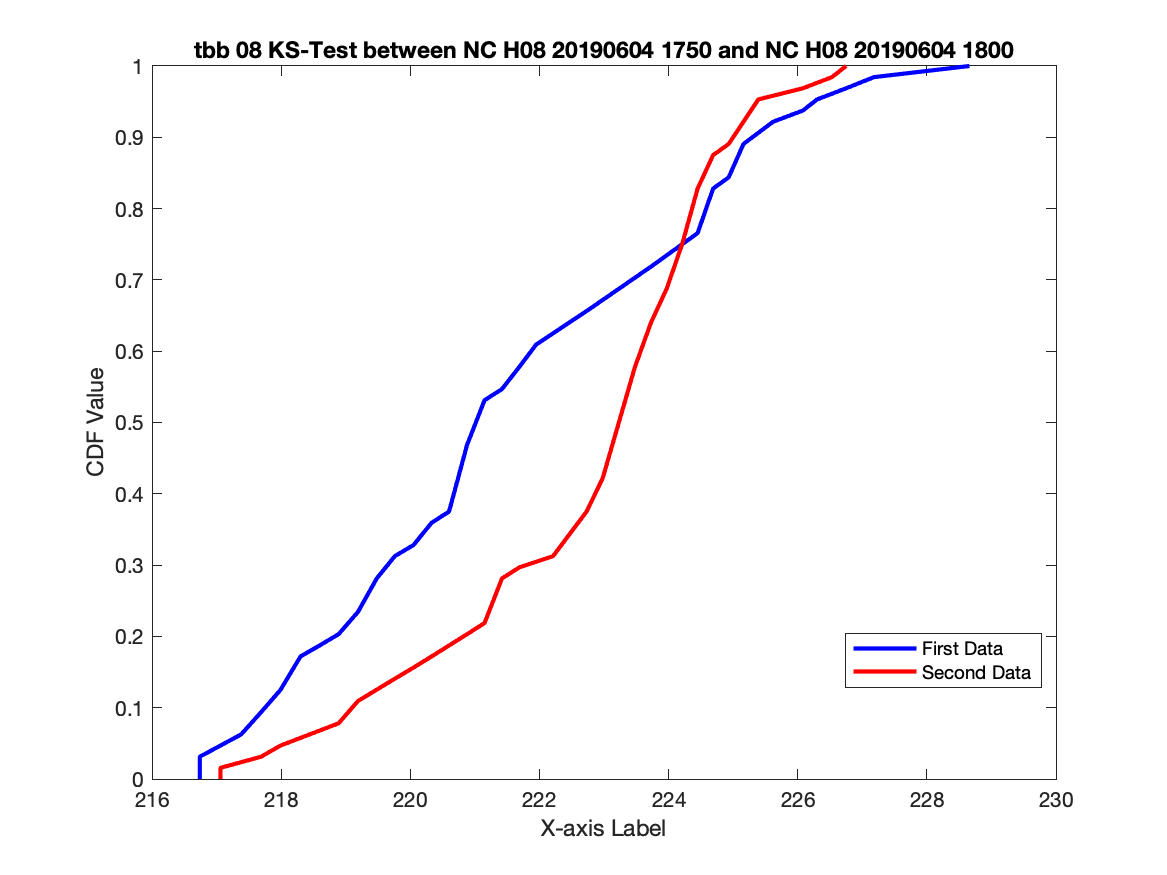 tbb 08 KS-Test between NC H08 20190604 1750 and NC H08 20190604 1800
1
0.9
0.8
0.7
0.6
0.5
0.4
0.3
0.2
0.1
0
CDF Value
First Data
Second Data
216 218 220 222 224 226 228 230
X-axis Label